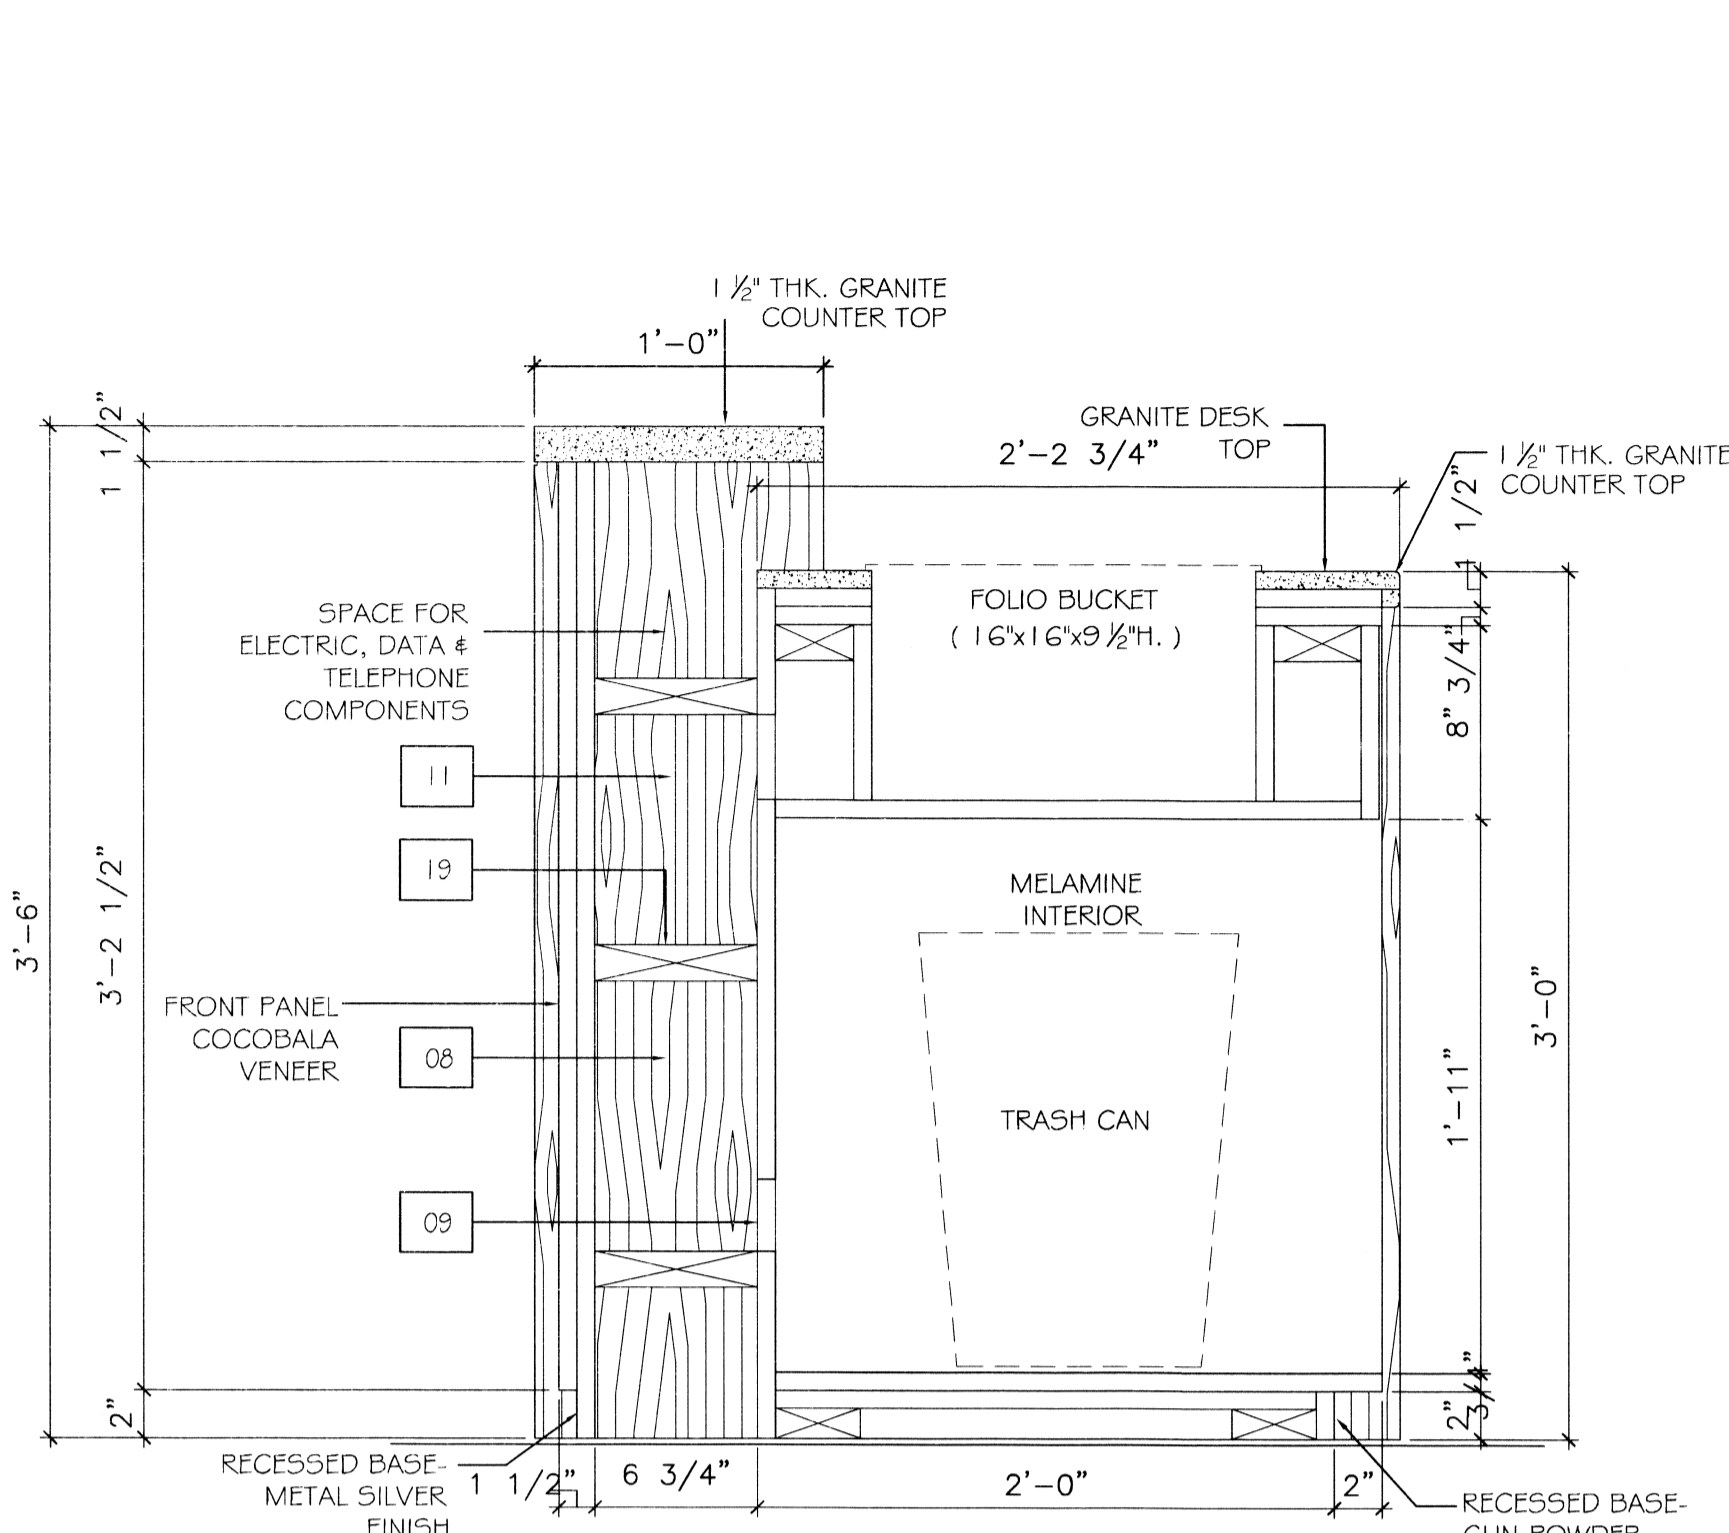 1 ½" THK. GRANITE
COUNTER TOP
1'-0"
1 1/2"
GRANITE DESK
TOP
2'-2 3/4"
1 ½" THK. GRANITE
COUNTER TOP
1 1/2"
SPACE FOR
ELECTRIC, DATA &
TELEPHONE
COMPONENTS
FOLIO BUCKET
( 16"x16"x9 ½"H. )
8" 3/4"
11
19
MELAMINE
INTERIOR
3'-6"
3'-2 1/2"
FRONT PANEL
COCOBALA
VENEER
08
TRASH CAN
3'-0"
1'-11"
09
2"
3/4"
2"
RECESSED BASE-
METAL SILVER
FINISH
1 1/2"
6 3/4"
2'-0"
2"
RECESSED BASE-
GUN POWDER